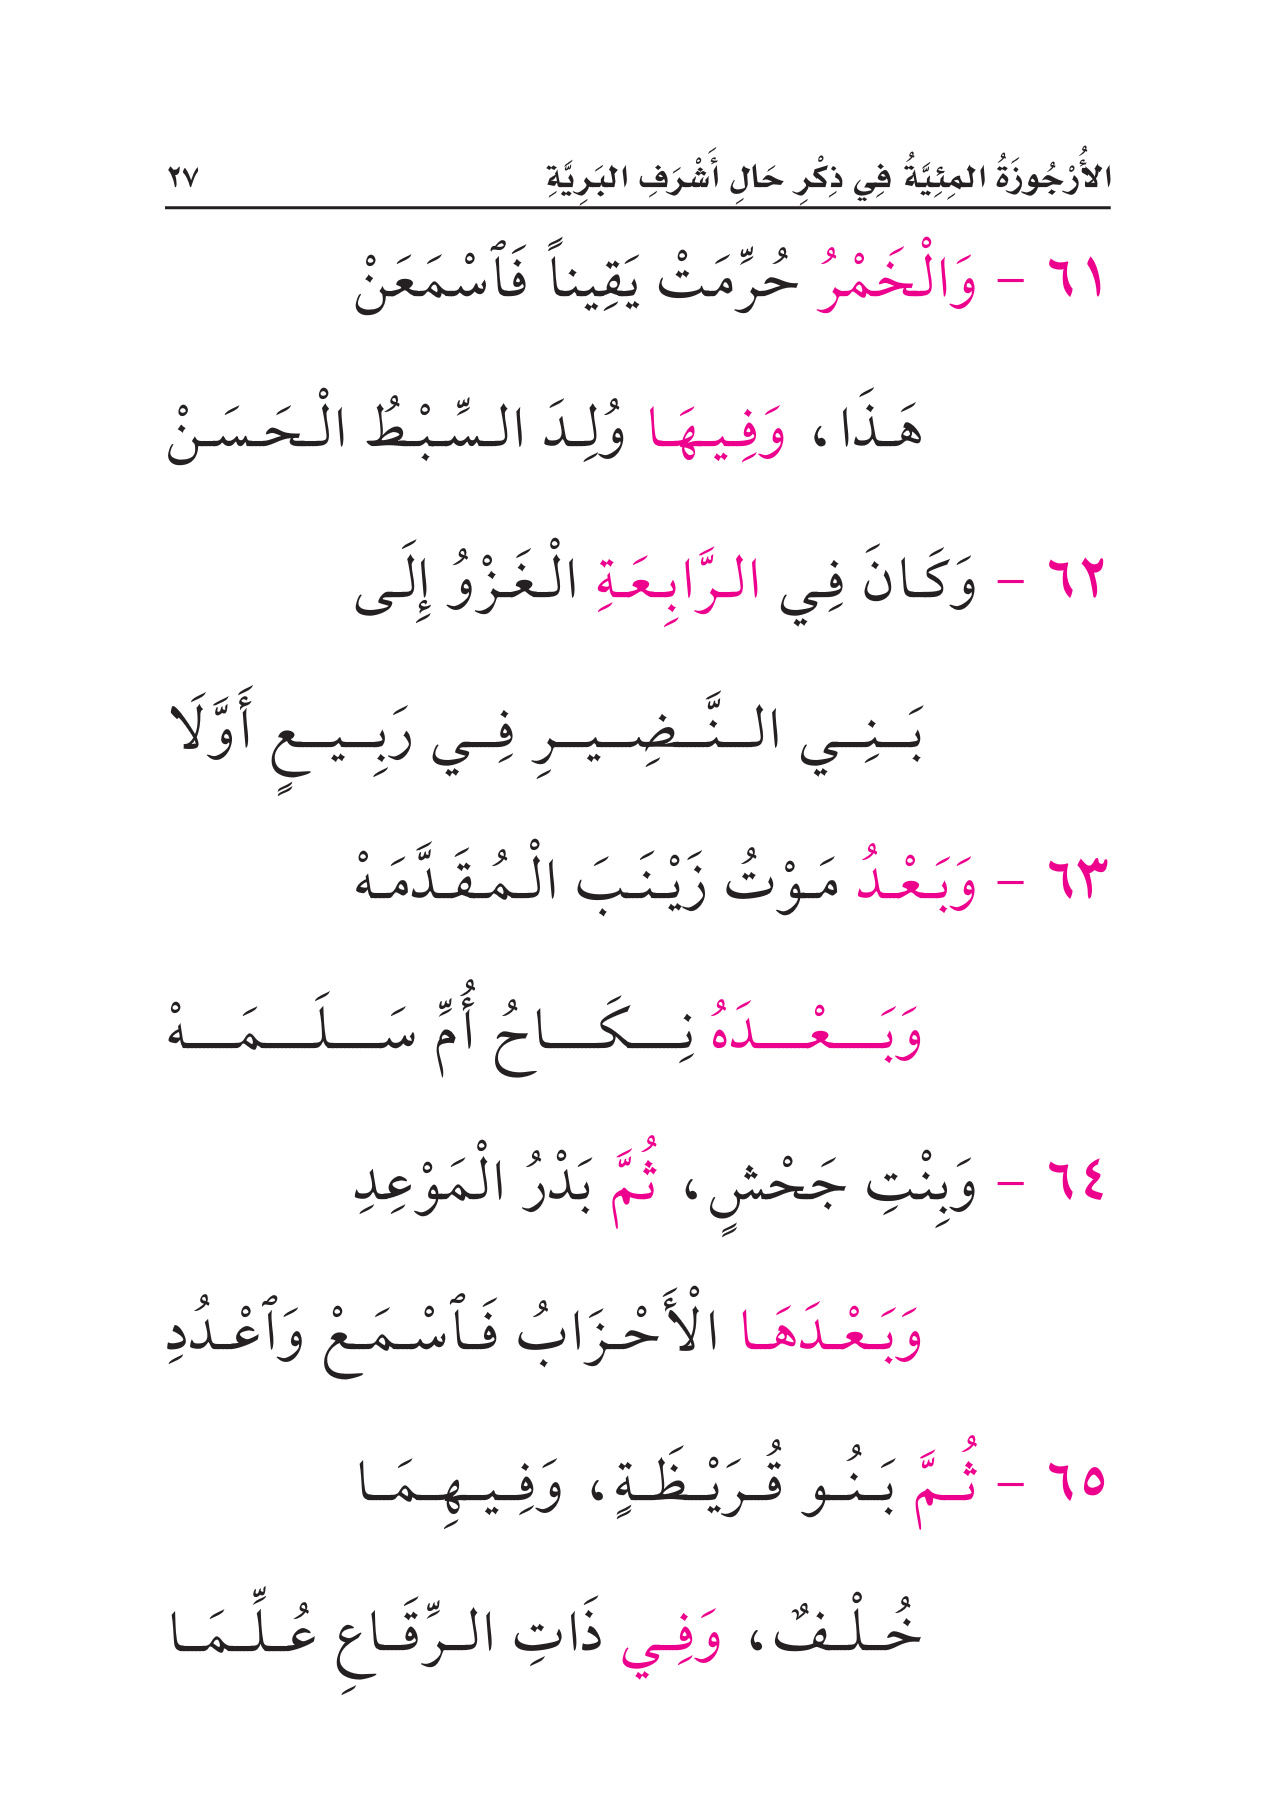 الأُرْجُوزَةُ المِئِيَّةُ فِي ذِكْرِ حَالِ أَشْرَفِ البَرِيَّةِ ٢٧
٦١ - وَالْخَمْرُ حُرِّمَتْ يَقِيناً فَٱسْمَعَنْ
هَذَا، وَفِيهَا وُلِدَ السِّبْطُ الْحَسَنْ
٦٢ - وَكَانَ فِي الرَّابِعَةِ الْغَزْوُ إِلَى
بَنِي النَّضِيرِ فِي رَبِيعٍ أَوَّلَا
٦٣ - وَبَعْدُ مَوْتُ زَيْنَبَ الْمُقَدَّمَهْ
وَبَعْدَهُ نِكَاحُ أُمِّ سَلَمَهْ
٦٤ - وَبِنْتِ جَحْشٍ، ثُمَّ بَدْرُ الْمَوْعِدِ
وَبَعْدَهَا الْأَحْزَابُ فَٱسْمَعْ وَٱعْدُدِ
٦٥ - ثُمَّ بَنُو قُرَيْظَةٍ، وَفِيهِمَا
خُلْفٌ، وَفِي ذَاتِ الرِّقَاعِ عُلِّمَا